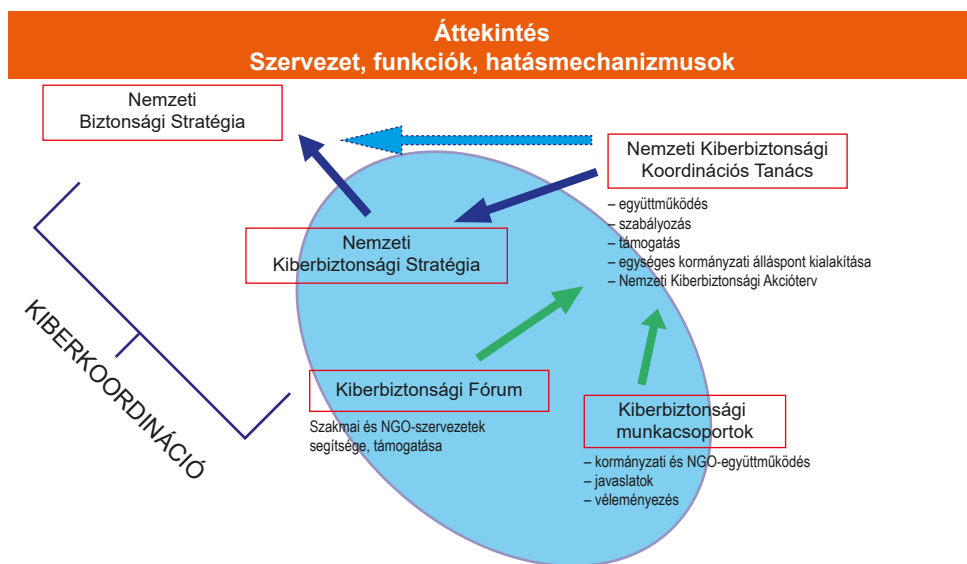 Áttekintés
Szervezet, funkciók, hatásmechanizmusok
Nemzeti
Biztonsági Stratégia
Nemzeti Kiberbiztonsági
Koordinációs Tanács
– együttműködés
– szabályozás
– támogatás
– egységes kormányzati álláspont kialakítása
– Nemzeti Kiberbiztonsági Akcióterv
Nemzeti
Kiberbiztonsági Stratégia
KIBERKOORDINÁCIÓ
Kiberbiztonsági Fórum
Szakmai és NGO-szervezetek
segítsége, támogatása
Kiberbiztonsági
munkacsoportok
– kormányzati és NGO-együttműködés
– javaslatok
– véleményezés